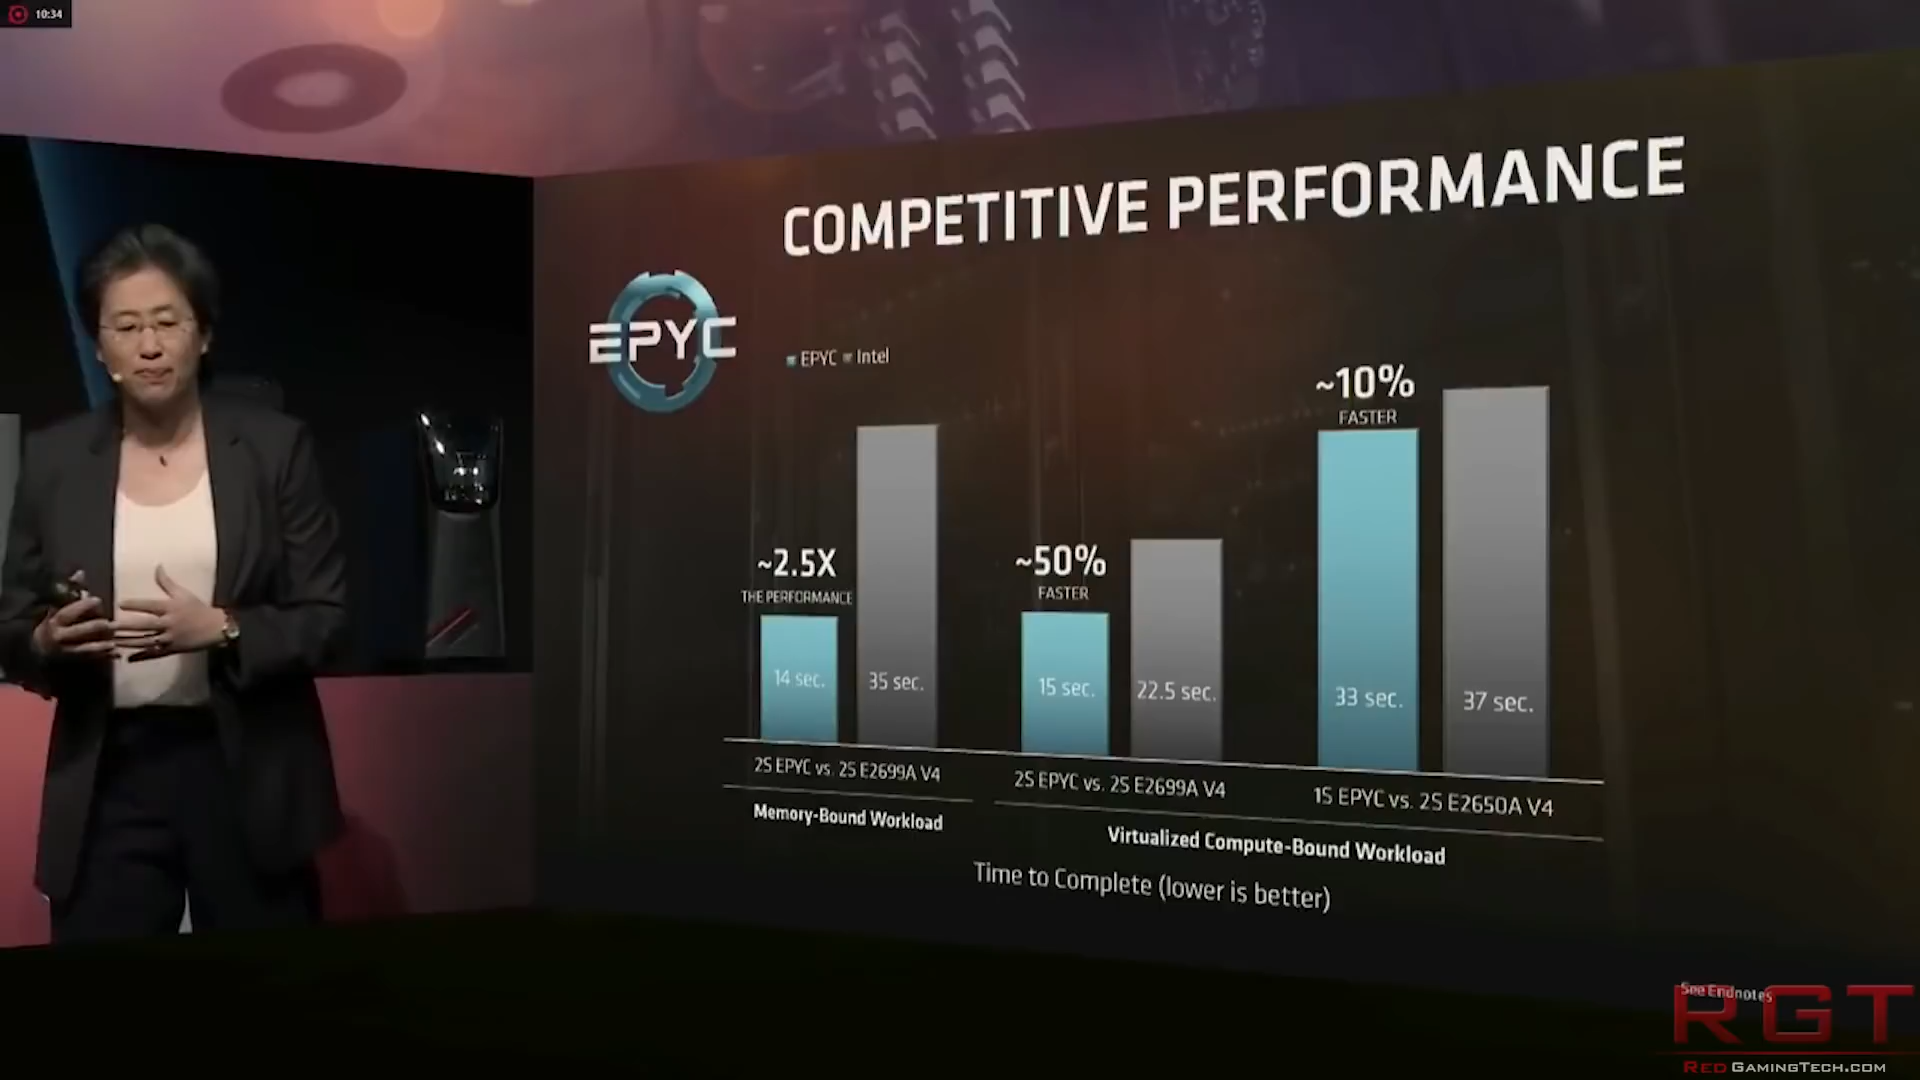 10:34
COMPETITIVE PERFORMANCE
EPYC
EPYC Intel
~10%
FASTER
~2.5X
THE PERFORMANCE
~50%
FASTER
14 sec. 35 sec. 15 sec. 22.5 sec. 33 sec. 37 sec.
2S EPYC vs. 2S E2699A V4 2S EPYC vs. 2S E2699A V4 1S EPYC vs. 2S E2650A V4
Memory-Bound Workload Virtualized Compute-Bound Workload
Time to Complete (lower is better)
See Endnotes
RGT
REDGAMINGTECH.COM